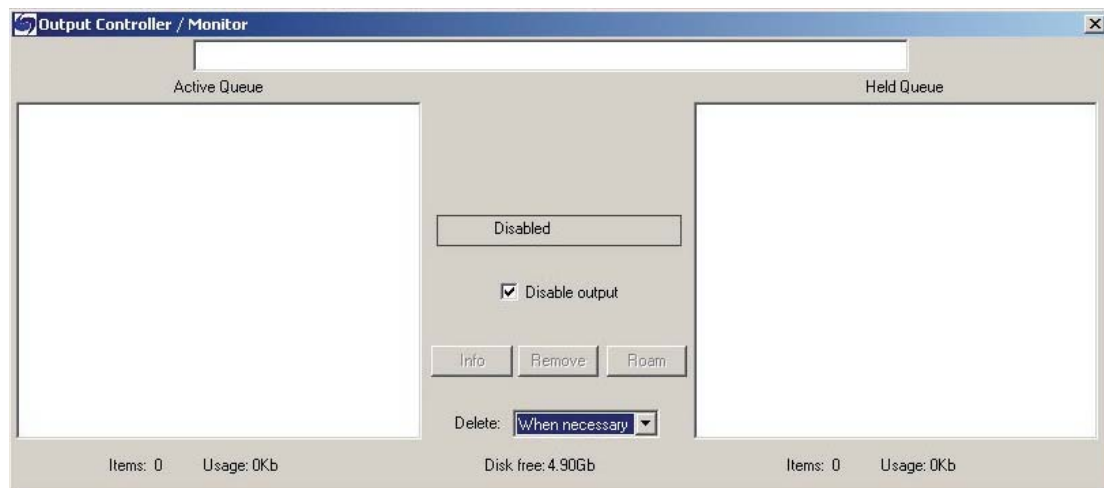 Output Controller / Monitor
Active Queue
Held Queue
Disabled
Disable output
Info Remove Roam
Delete: When necessary
Items: 0 Usage: 0Kb
Disk free: 4.90Gb
Items: 0 Usage: 0Kb